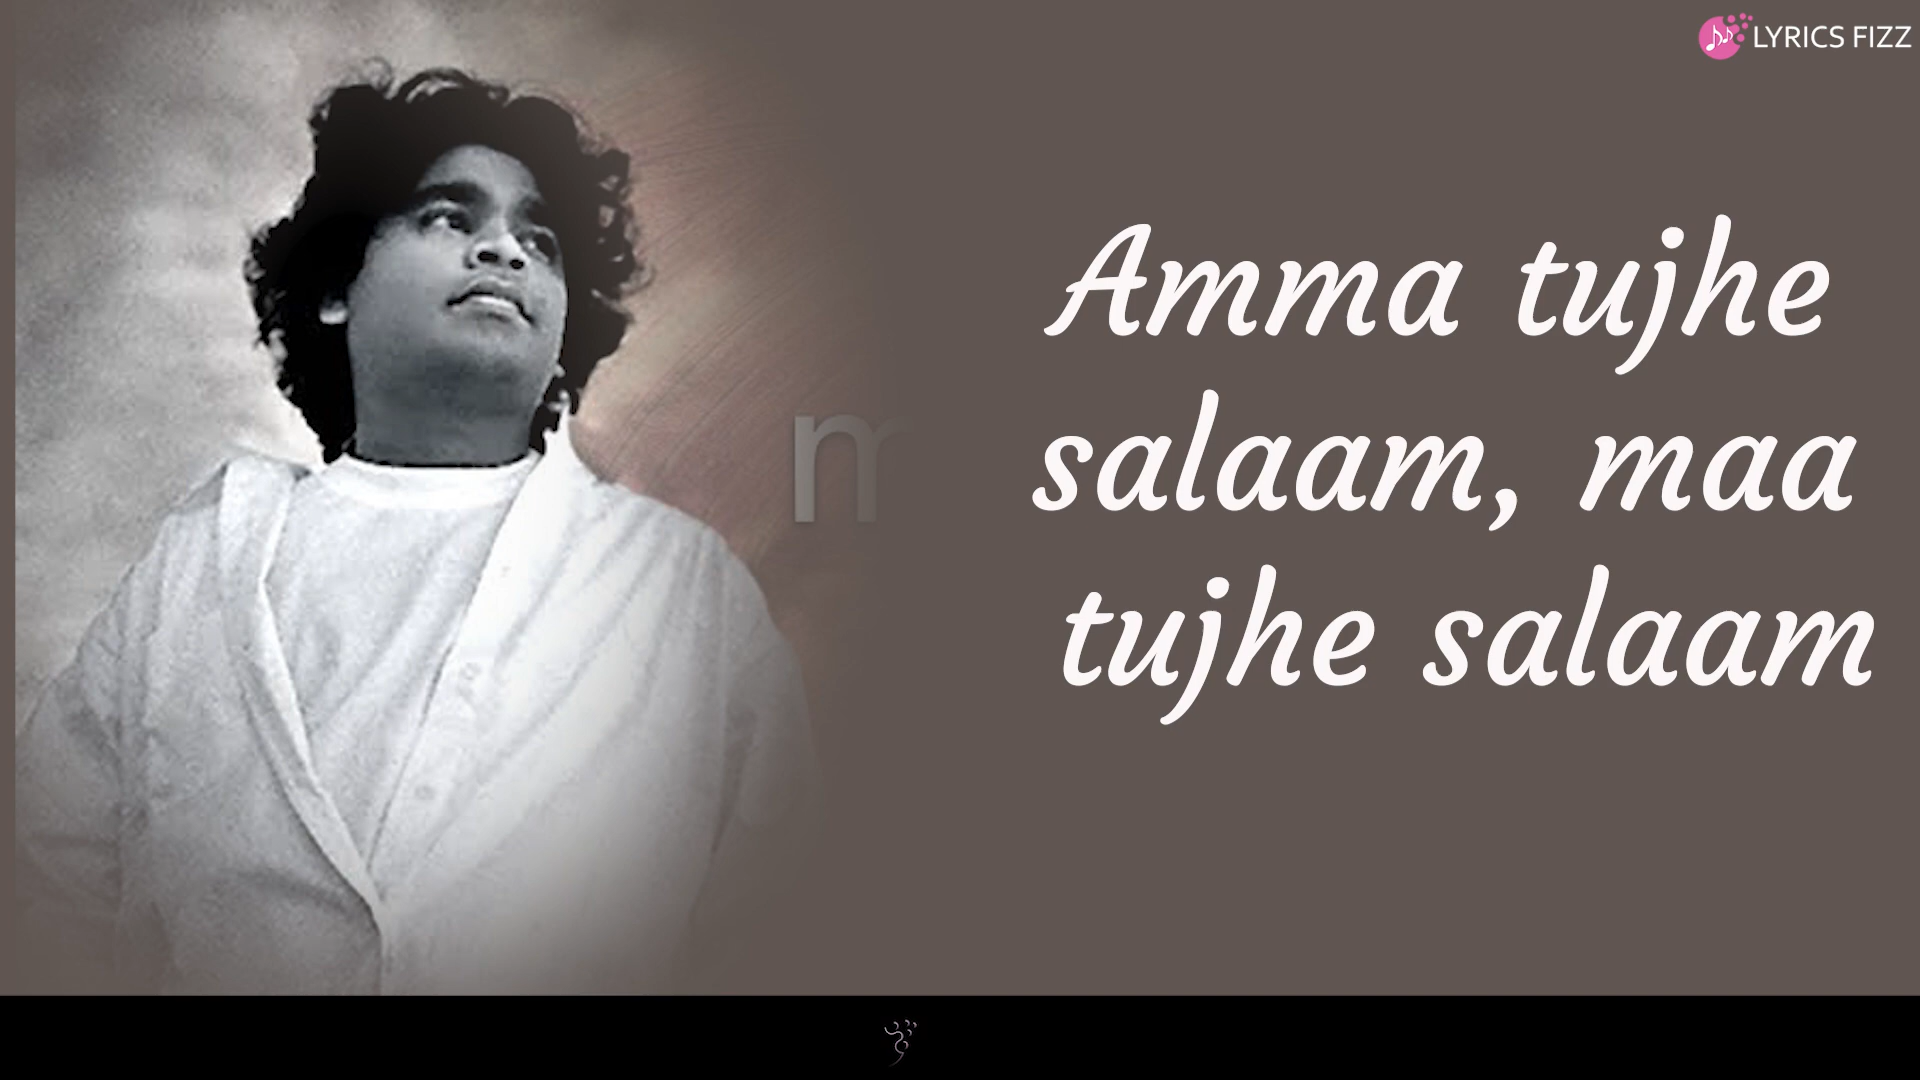 LYRICS FIZZ
Amma tujhe
salaam, maa
tujhe salaam
m